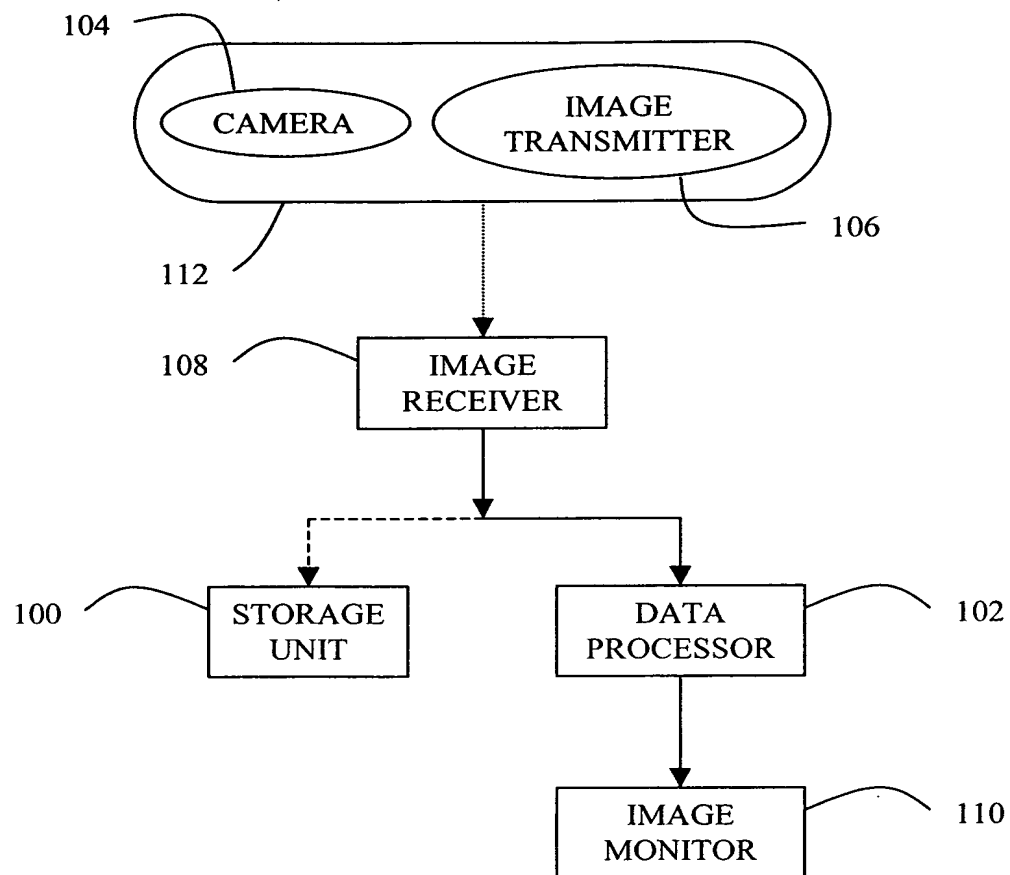 104
CAMERA
IMAGE
TRANSMITTER
106
112
108
IMAGE
RECEIVER
100
STORAGE
UNIT
DATA
PROCESSOR
102
IMAGE
MONITOR
110